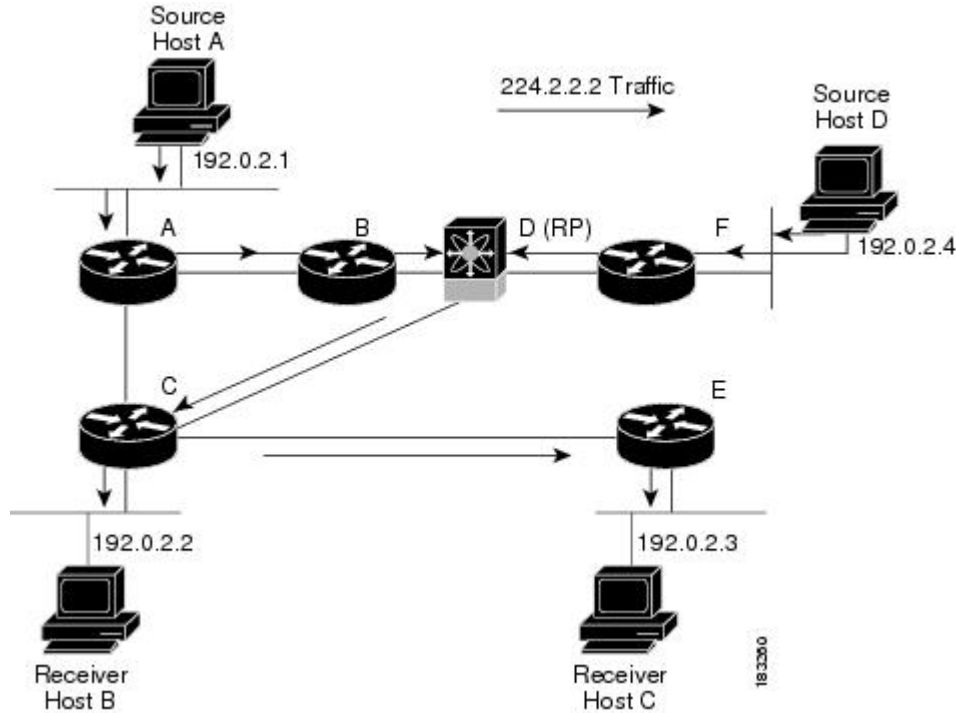 Source
Host A
224.2.2.2 Traffic
Source
Host D
192.0.2.1
A
B
D (RP)
F
192.0.2.4
C
E
192.0.2.2
192.0.2.3
Receiver
Host B
Receiver
Host C
183260